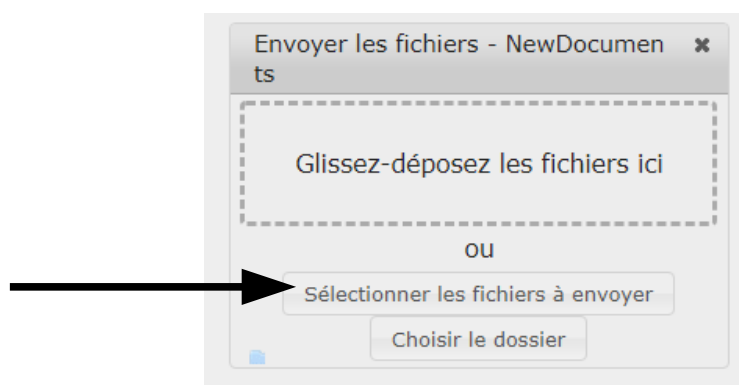 Envoyer les fichiers - NewDocumen
ts
Glissez-déposez les fichiers ici
ou
Sélectionner les fichiers à envoyer
Choisir le dossier